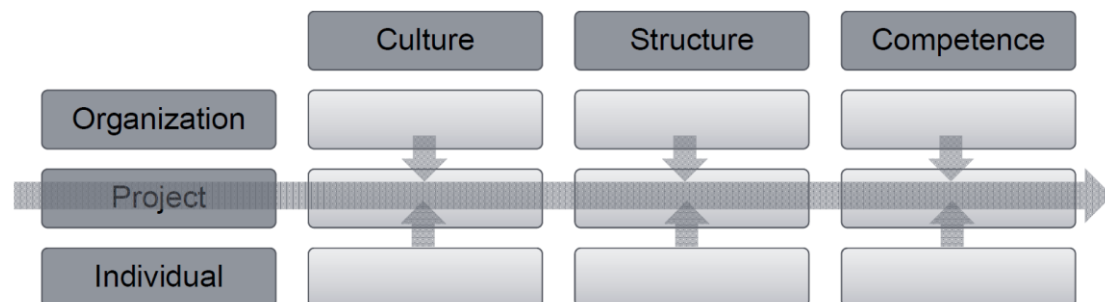 Culture
Structure
Competence
Organization
Project
Individual